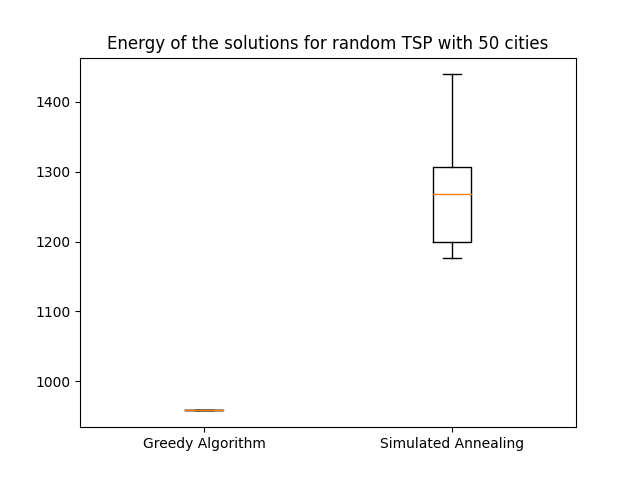 Energy of the solutions for random TSP with 50 cities
1400
1300
1200
1100
1000
Greedy Algorithm
Simulated Annealing